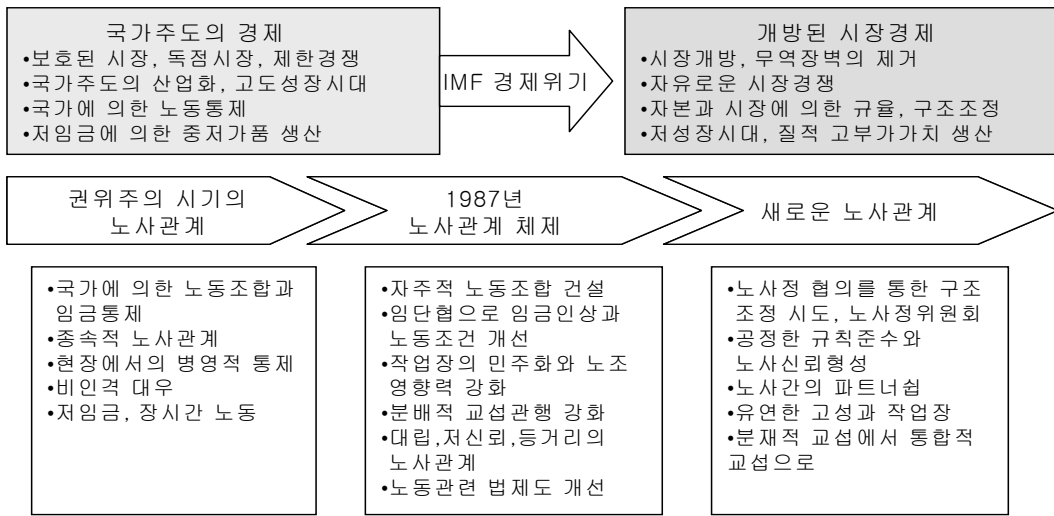 국가주도의 경제
•보호된 시장, 독점시장, 제한경쟁
•국가주도의 산업화, 고도성장시대
•국가에 의한 노동통제
•저임금에 의한 중저가품 생산
IMF 경제위기
개방된 시장경제
•시장개방, 무역장벽의 제거
•자유로운 시장경쟁
•자본과 시장에 의한 규율, 구조조정
•저성장시대, 질적 고부가가치 생산
권위주의 시기의
노사관계
1987년
노사관계 체제
새로운 노사관계
•국가에 의한 노동조합과
임금통제
•종속적 노사관계
•현장에서의 병영적 통제
•비인격 대우
•저임금, 장시간 노동
•자주적 노동조합 건설
•임단협으로 임금인상과
노동조건 개선
•작업장의 민주화와 노조
영향력 강화
•분배적 교섭관행 강화
•대립,저신뢰,등거리의
노사관계
•노동관련 법제도 개선
•노사정 협의를 통한 구조
조정 시도, 노사정위원회
•공정한 규칙준수와
노사신뢰형성
•노사간의 파트너쉽
•유연한 고성과 작업장
•분재적 교섭에서 통합적
교섭으로